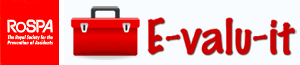 RoSPA
The Royal Society for the
Prevention of Accidents
E-valu-it